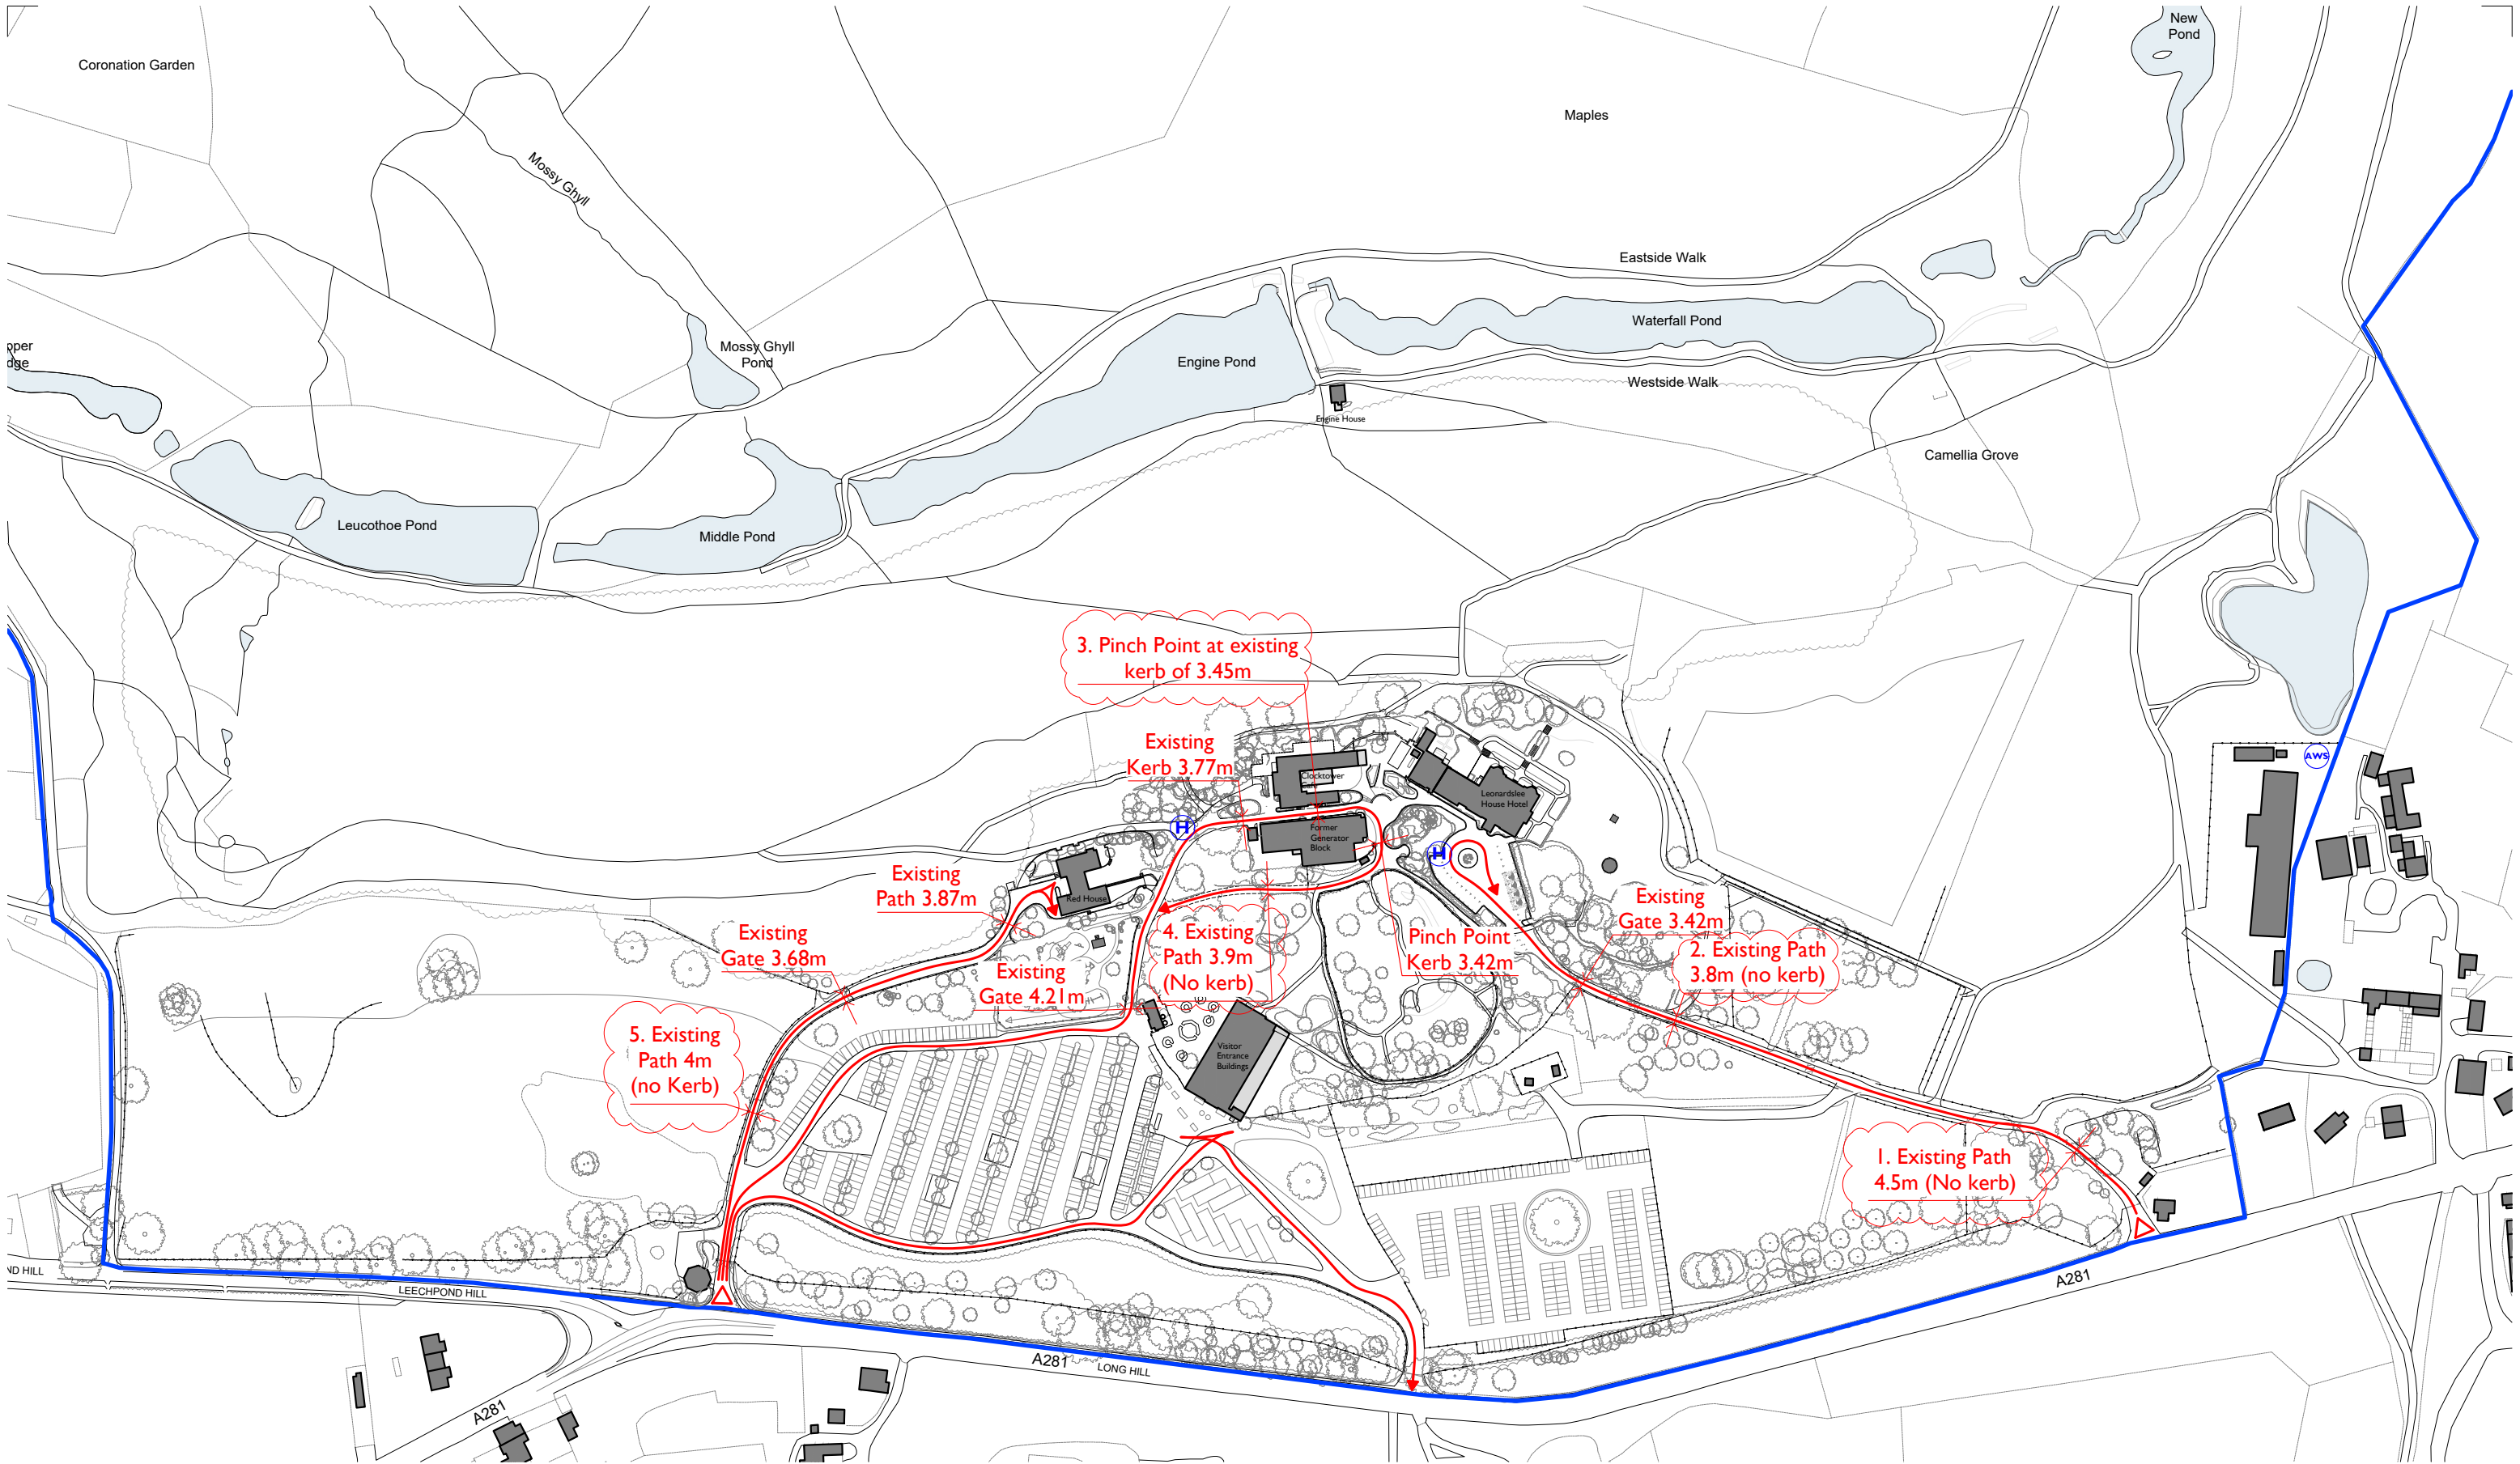 New
Pond
Coronation Garden
Maples
Mossy Ghyll
Eastside Walk
Waterfall Pond
Mossy Ghyll
Pond
Engine Pond
Westside Walk
Engine House
Camellia Grove
Leucothoe Pond
Middle Pond
3. Pinch Point at existing
kerb of 3.45m
Existing
Kerb 3.77m
Clocktower
Leonardslee
House Hotel
AWS
H
Former
Generator
Block
H
Existing
Path 3.87m
Red House
Existing
Gate 3.42m
Existing
Gate 3.68m
4. Existing
Path 3.9m
(No kerb)
Pinch Point
Kerb 3.42m
2. Existing Path
3.8m (no kerb)
Existing
Gate 4.21m
5. Existing
Path 4m
(no Kerb)
Visitor
Entrance
Buildings
1. Existing Path
4.5m (No kerb)
ND HILL
LEECHPOND HILL
A281
A281
LONG HILL
A281